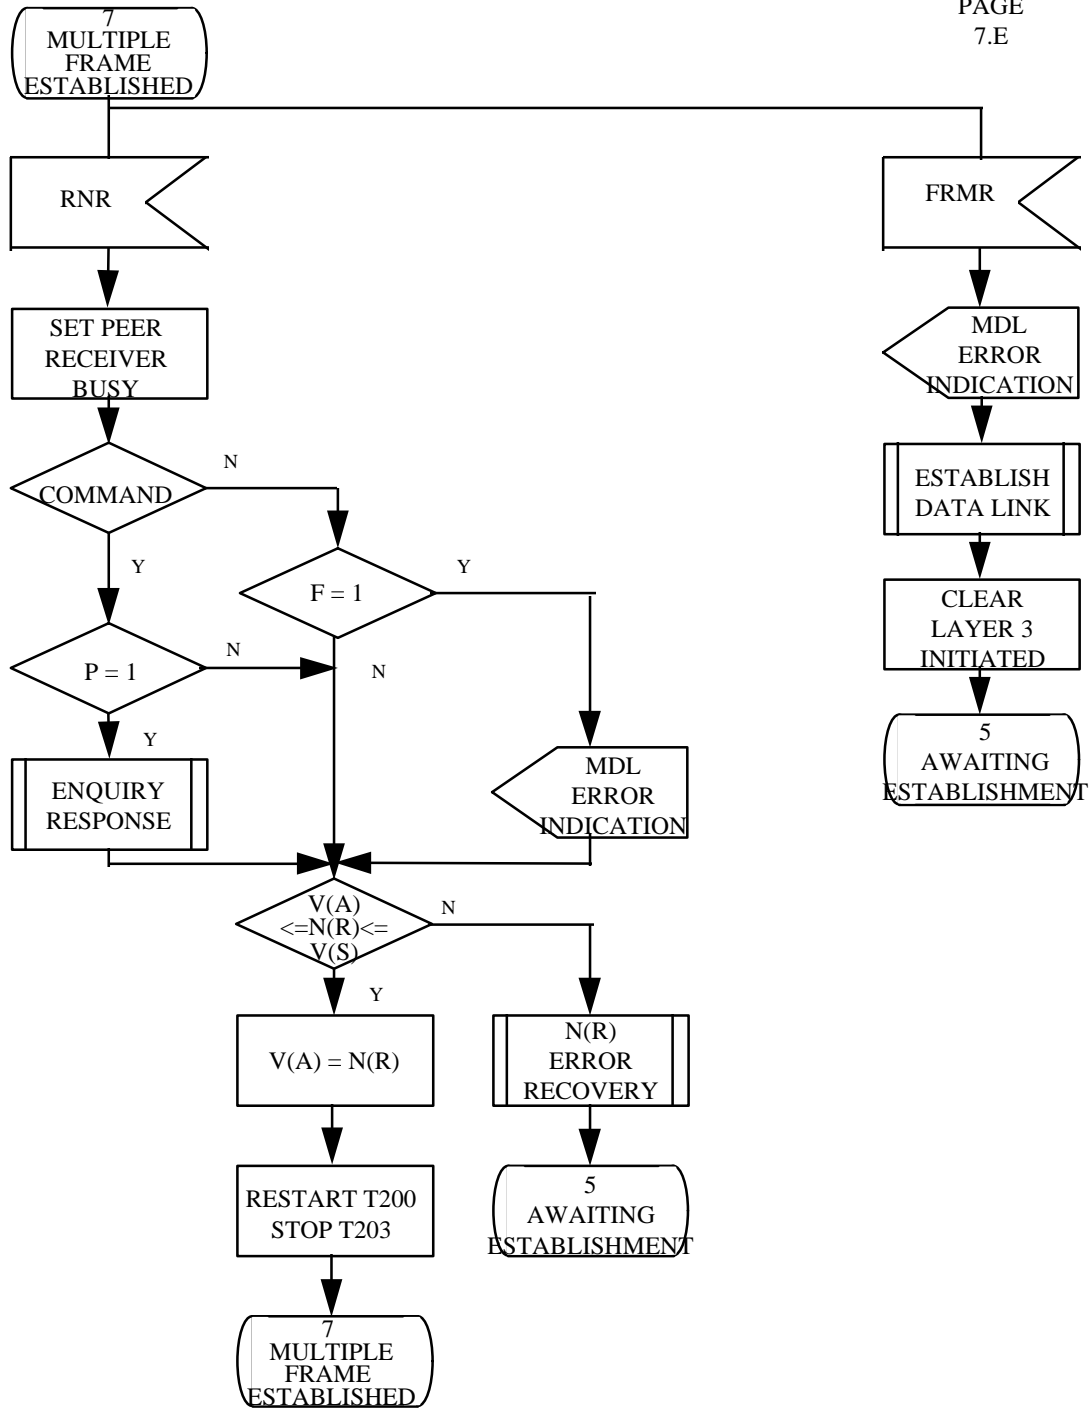 PAGE
7.E
7
MULTIPLE
FRAME
ESTABLISHED
RNR
FRMR
SET PEER
RECEIVER
BUSY
MDL
ERROR
INDICATION
COMMAND
N
Y
ESTABLISH
DATA LINK
F = 1
Y
N
CLEAR
LAYER 3
INITIATED
P = 1
N
Y
5
AWAITING
ESTABLISHMENT
ENQUIRY
RESPONSE
MDL
ERROR
INDICATION
V(A)
<=N(R)<=
V(S)
N
Y
V(A) = N(R)
N(R)
ERROR
RECOVERY
RESTART T200
STOP T203
5
AWAITING
ESTABLISHMENT
7
MULTIPLE
FRAME
ESTABLISHED